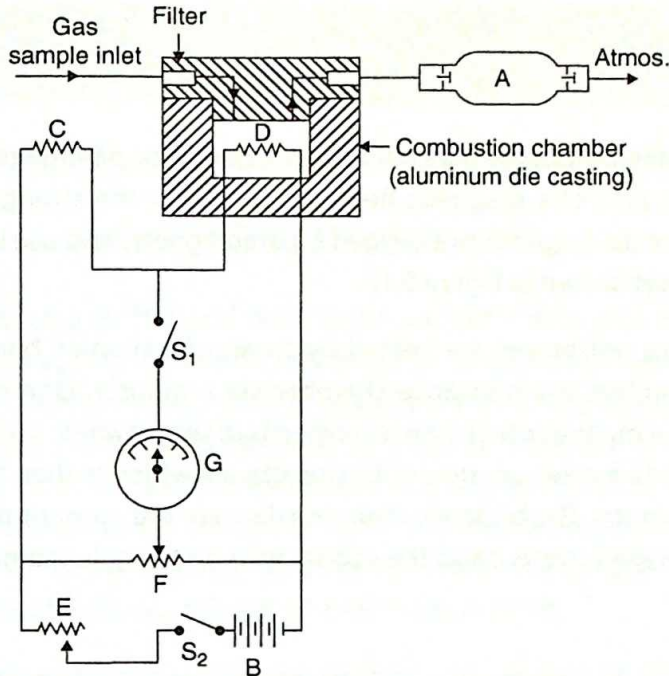 Filter
Gas
sample inlet
Atmos.
A
C
D
Combustion chamber
(aluminum die casting)
S1
G
F
E
S2
B